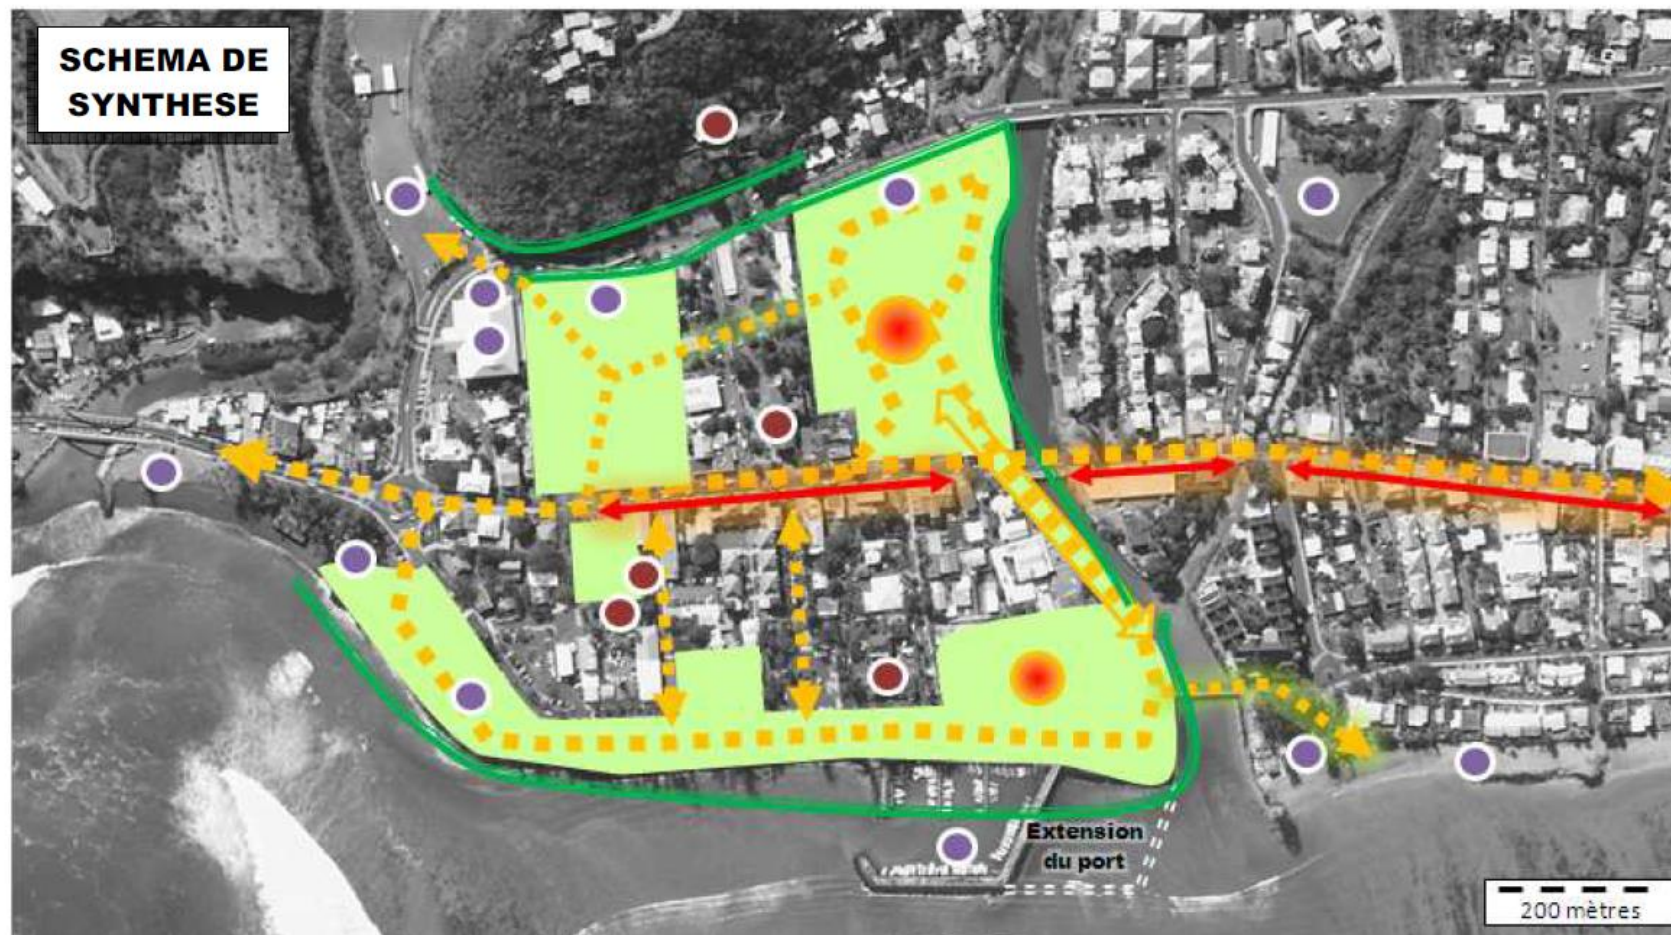 SCHEMA DE
SYNTHESE
Extension
du port
200 mètres